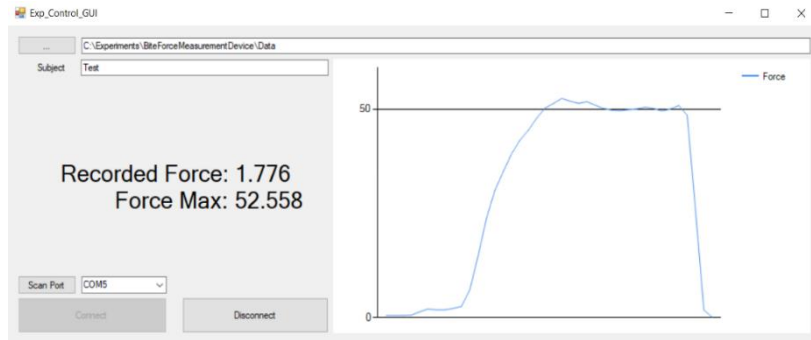 Exp_Control_GUI
... C:\Experiments\BiteForceMeasurementDevice\Data
Subject Test
Recorded Force: 1.776
Force Max: 52.558
Scan Port COM5
Connect Disconnect
50
0
Force